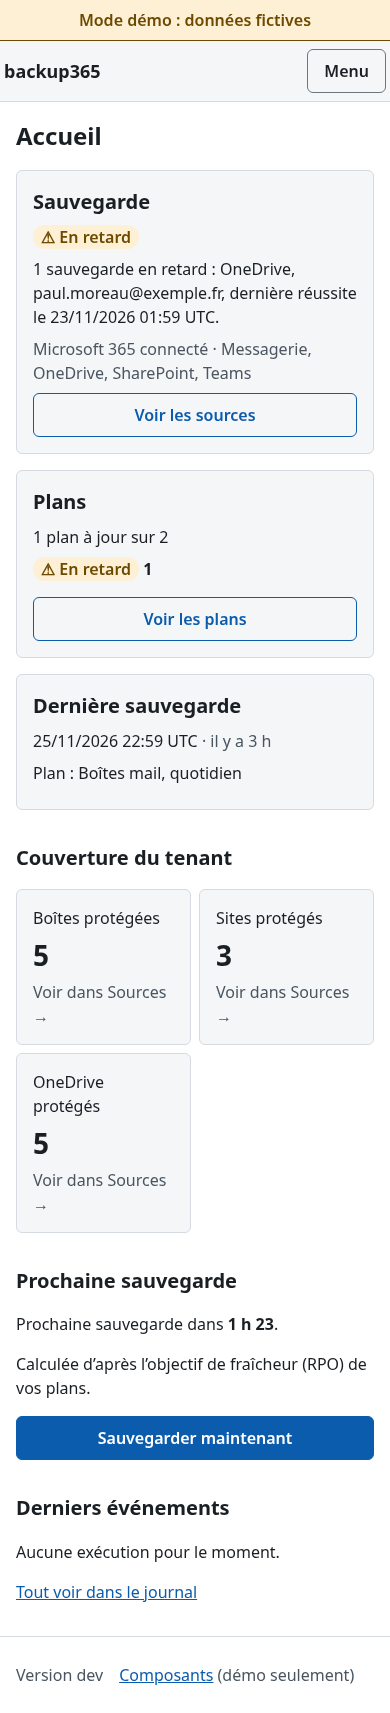 Mode démo : données fictives
backup365
Menu
Accueil
Sauvegarde
⚠ En retard
1 sauvegarde en retard : OneDrive,
paul.moreau@exemple.fr, dernière réussite
le 23/11/2026 01:59 UTC.
Microsoft 365 connecté · Messagerie,
OneDrive, SharePoint, Teams
Voir les sources
Plans
1 plan à jour sur 2
⚠ En retard 1
Voir les plans
Dernière sauvegarde
25/11/2026 22:59 UTC · il y a 3 h
Plan : Boîtes mail, quotidien
Couverture du tenant
Boîtes protégées
5
Voir dans Sources
→
Sites protégés
3
Voir dans Sources
→
OneDrive
protégés
5
Voir dans Sources
→
Prochaine sauvegarde
Prochaine sauvegarde dans 1 h 23.
Calculée d’après l’objectif de fraîcheur (RPO) de
vos plans.
Sauvegarder maintenant
Derniers événements
Aucune exécution pour le moment.
Tout voir dans le journal
Version dev Composants (démo seulement)